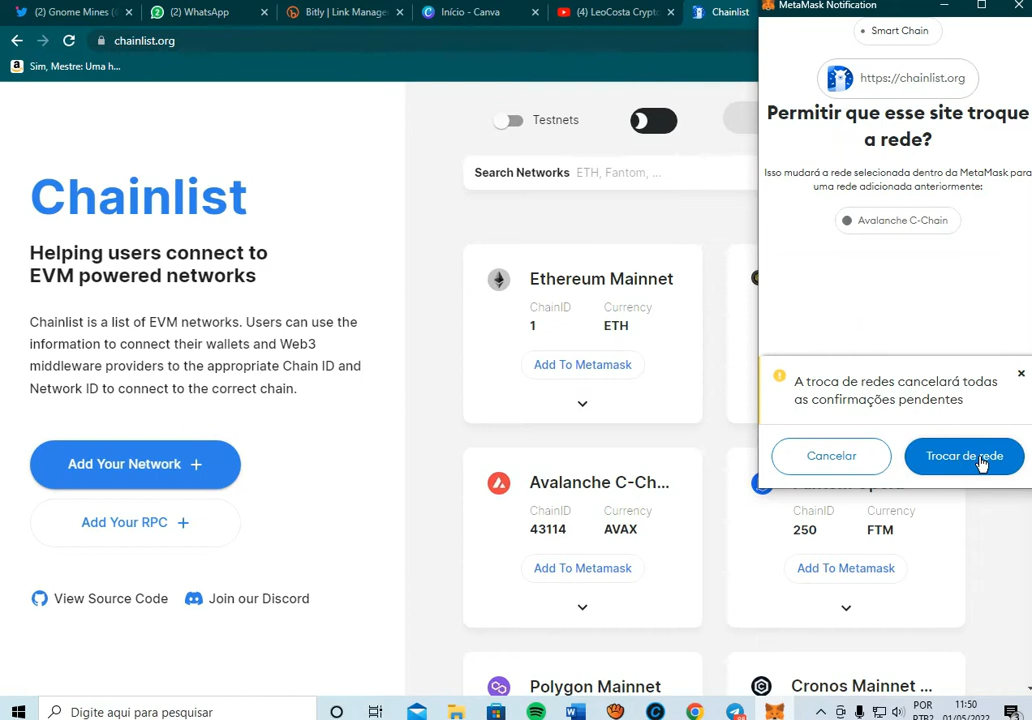 (2) Gnome Mines (
(2) WhatsApp
Bitly | Link Manage
Início - Canva
(4) LeoCosta Crypt
Chainlist
MetaMask Notification
chainlist.org
a
Sim, Mestre: Uma h...
Smart Chain
https://chainlist.org
Permitir que esse site troque
a rede?
Isso mudará a rede selecionada dentro da MetaMask para
uma rede adicionada anteriormente:
Avalanche C-Chain
A troca de redes cancelará todas
as confirmações pendentes
Cancelar
Trocar de rede
Testnets
Search Networks ETH, Fantom, ...
Chainlist
Helping users connect to
EVM powered networks
Chainlist is a list of EVM networks. Users can use the
information to connect their wallets and Web3
middleware providers to the appropriate Chain ID and
Network ID to connect to the correct chain.
Add Your Network +
Add Your RPC +
View Source Code
Join our Discord
Ethereum Mainnet
ChainID Currency
1 ETH
Add To Metamask
Avalanche C-Ch...
ChainID Currency
43114 AVAX
Add To Metamask
ChainID Currency
250 FTM
Add To Metamask
Polygon Mainnet
Cronos Mainnet ...
Digite aqui para pesquisar
POR
PTB2
11:50
01/05/2022